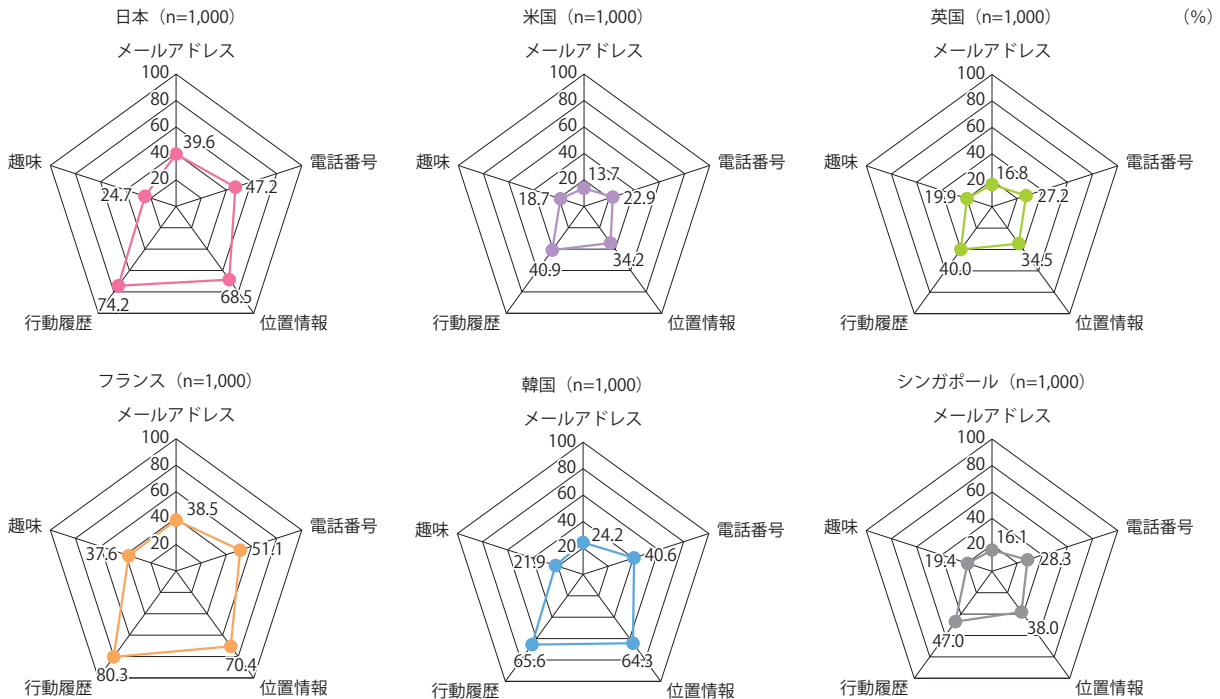 日本（n=1,000）
メールアドレス
100
80
60
40
20
39.6
電話番号
47.2
位置情報
68.5
行動履歴
74.2
趣味
24.7
米国（n=1,000）
メールアドレス
100
80
60
40
20
13.7
電話番号
22.9
位置情報
34.2
行動履歴
40.9
趣味
18.7
英国（n=1,000）
（%）
メールアドレス
100
80
60
40
20
16.8
電話番号
27.2
位置情報
34.5
行動履歴
40.0
趣味
19.9
フランス（n=1,000）
メールアドレス
100
80
60
40
20
38.5
電話番号
51.1
位置情報
70.4
行動履歴
80.3
趣味
37.6
韓国（n=1,000）
メールアドレス
100
80
60
40
20
24.2
電話番号
40.6
位置情報
64.3
行動履歴
65.6
趣味
21.9
シンガポール（n=1,000）
メールアドレス
100
80
60
40
20
16.1
電話番号
28.3
位置情報
38.0
行動履歴
47.0
趣味
19.4